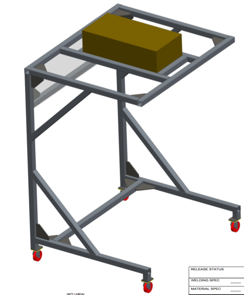 RELEASE STATUS
WELDING SPEC
MATERIAL SPEC